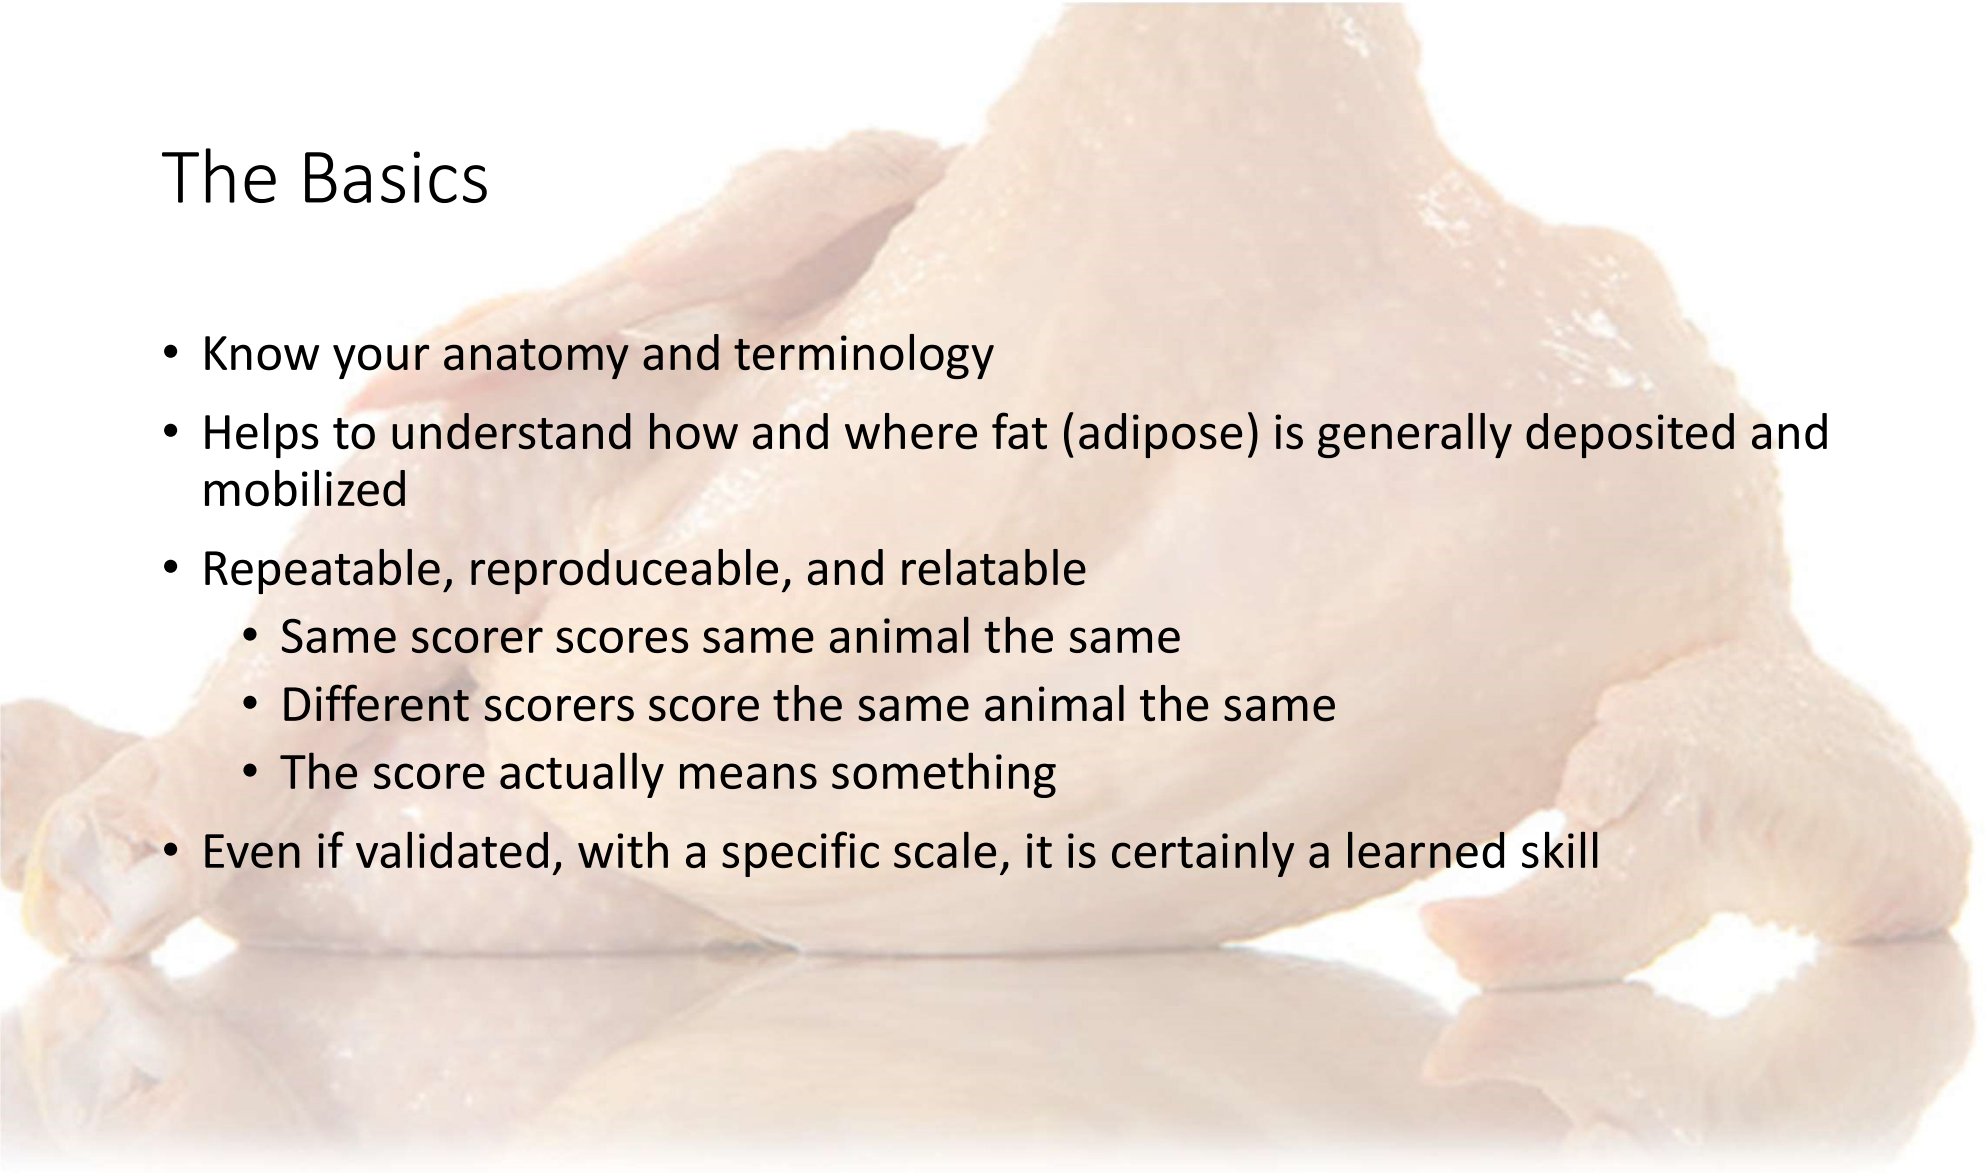 The Basics
• Know your anatomy and terminology
• Helps to understand how and where fat (adipose) is generally deposited and
mobilized
• Repeatable, reproduceable, and relatable
• Same scorer scores same animal the same
• Different scorers score the same animal the same
• The score actually means something
• Even if validated, with a specific scale, it is certainly a learned skill